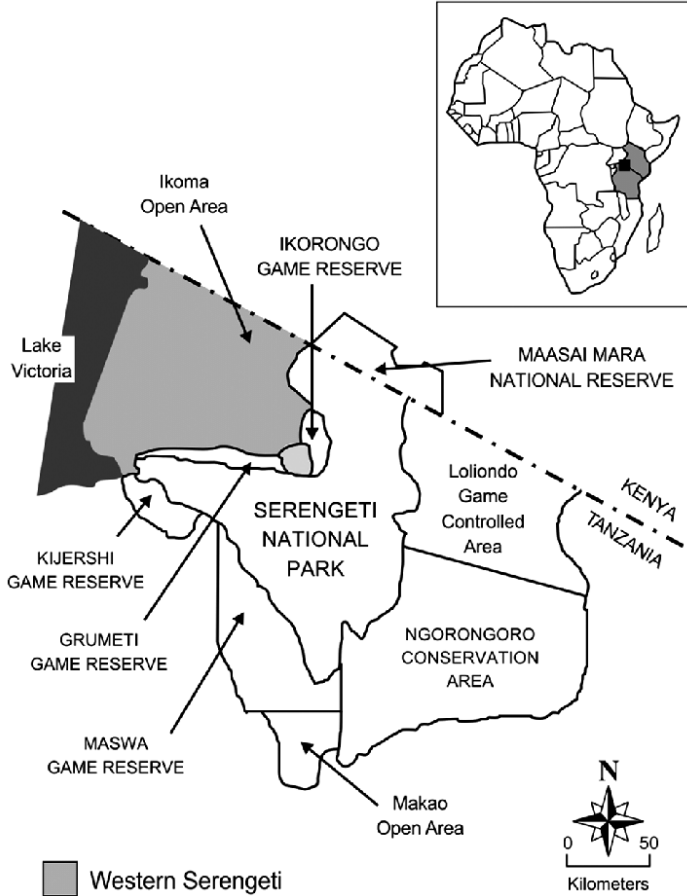 Ikoma
Open Area
IKORONGO
GAME RESERVE
Lake
Victoria
MAASAI MARA
NATIONAL RESERVE
Loliondo
Game
Controlled
Area
KENYA
TANZANIA
SERENGETI
NATIONAL
PARK
KIJERSHI
GAME RESERVE
GRUMETI
GAME RESERVE
NGORONGORO
CONSERVATION
AREA
MASWA
GAME RESERVE
Makao
Open Area
N
0 50
Kilometers
Western Serengeti